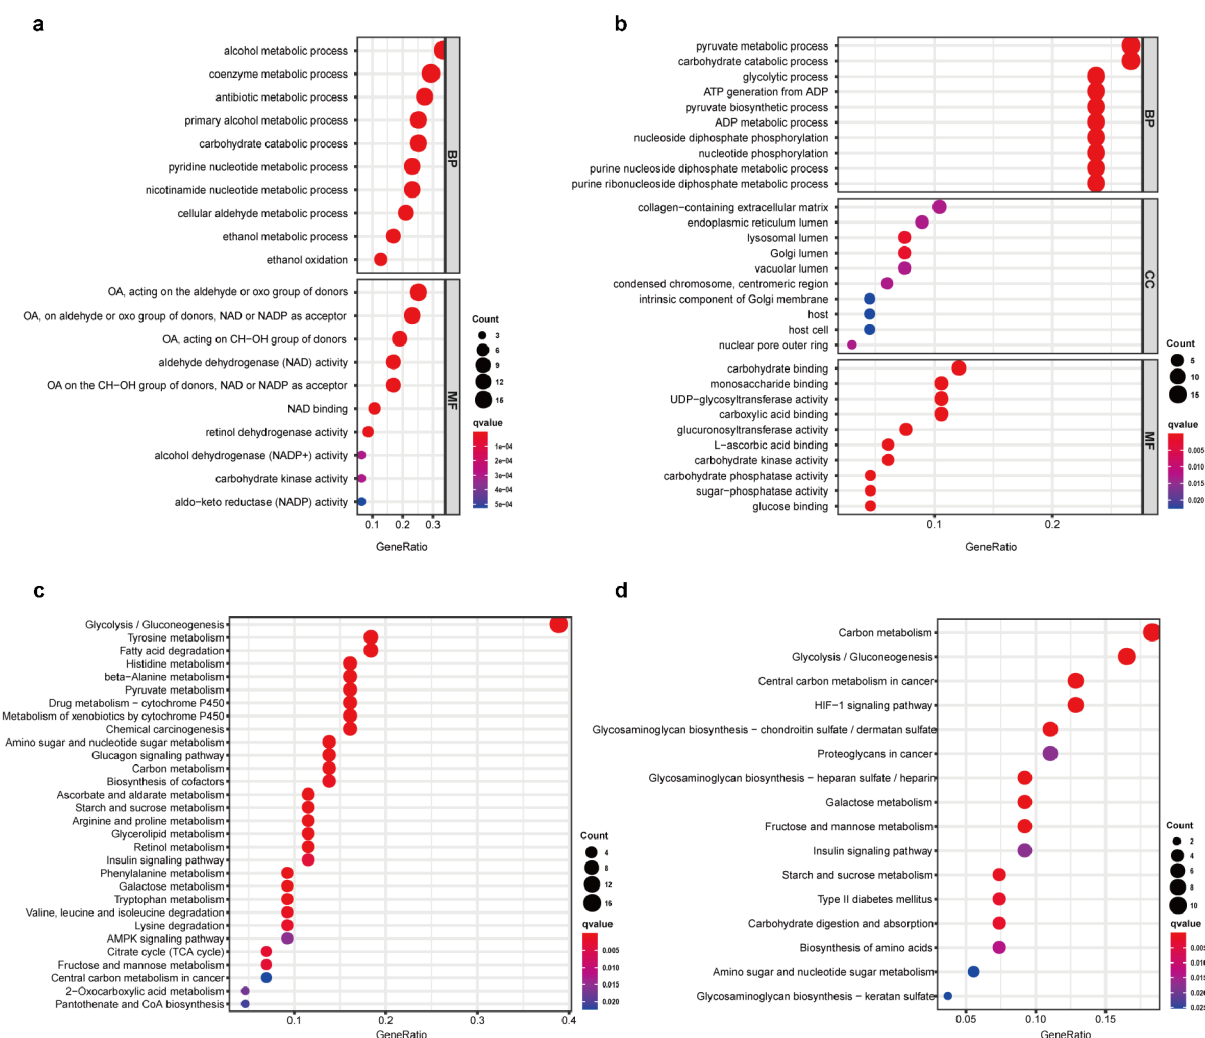 a
alcohol metabolic process
coenzyme metabolic process
antibiotic metabolic process
primary alcohol metabolic process
carbohydrate catabolic process
pyridine nucleotide metabolic process
nicotinamide nucleotide metabolic process
cellular aldehyde metabolic process
ethanol metabolic process
ethanol oxidation
BP
OA, acting on the aldehyde or oxo group of donors
OA, on aldehyde or oxo group of donors, NAD or NADP as acceptor
OA, acting on CH−OH group of donors
aldehyde dehydrogenase (NAD) activity
OA on the CH−OH group of donors, NAD or NADP as acceptor
NAD binding
retinol dehydrogenase activity
alcohol dehydrogenase (NADP+) activity
carbohydrate kinase activity
aldo−keto reductase (NADP) activity
MF
0.1 0.2 0.3
GeneRatio
Count
3
6
9
12
15
qvalue
1e−04
2e−04
3e−04
4e−04
5e−04
b
pyruvate metabolic process
carbohydrate catabolic process
glycolytic process
ATP generation from ADP
pyruvate biosynthetic process
ADP metabolic process
nucleoside diphosphate phosphorylation
nucleotide phosphorylation
purine nucleoside diphosphate metabolic process
purine ribonucleoside diphosphate metabolic process
BP
collagen−containing extracellular matrix
endoplasmic reticulum lumen
lysosomal lumen
Golgi lumen
vacuolar lumen
condensed chromosome, centromeric region
intrinsic component of Golgi membrane
host
host cell
nuclear pore outer ring
CC
carbohydrate binding
monosaccharide binding
UDP−glycosyltransferase activity
carboxylic acid binding
glucuronosyltransferase activity
L−ascorbic acid binding
carbohydrate kinase activity
carbohydrate phosphatase activity
sugar−phosphatase activity
glucose binding
MF
0.1 0.2
GeneRatio
Count
5
10
15
qvalue
0.005
0.010
0.015
0.020
c
Glycolysis / Gluconeogenesis
Tyrosine metabolism
Fatty acid degradation
Histidine metabolism
beta−Alanine metabolism
Pyruvate metabolism
Drug metabolism − cytochrome P450
Metabolism of xenobiotics by cytochrome P450
Chemical carcinogenesis
Amino sugar and nucleotide sugar metabolism
Glucagon signaling pathway
Carbon metabolism
Biosynthesis of cofactors
Ascorbate and aldarate metabolism
Starch and sucrose metabolism
Arginine and proline metabolism
Glycerolipid metabolism
Retinol metabolism
Insulin signaling pathway
Phenylalanine metabolism
Galactose metabolism
Tryptophan metabolism
Valine, leucine and isoleucine degradation
Lysine degradation
AMPK signaling pathway
Citrate cycle (TCA cycle)
Fructose and mannose metabolism
Central carbon metabolism in cancer
2−Oxocarboxylic acid metabolism
Pantothenate and CoA biosynthesis
0.1 0.2 0.3 0.4
GeneRatio
Count
4
8
12
16
qvalue
0.005
0.010
0.015
0.020
d
Carbon metabolism
Glycolysis / Gluconeogenesis
Central carbon metabolism in cancer
HIF−1 signaling pathway
Glycosaminoglycan biosynthesis − chondroitin sulfate / dermatan sulfate
Proteoglycans in cancer
Glycosaminoglycan biosynthesis − heparan sulfate / heparin
Galactose metabolism
Fructose and mannose metabolism
Insulin signaling pathway
Starch and sucrose metabolism
Type II diabetes mellitus
Carbohydrate digestion and absorption
Biosynthesis of amino acids
Amino sugar and nucleotide sugar metabolism
Glycosaminoglycan biosynthesis − keratan sulfate
0.05 0.10 0.15
GeneRatio
Count
2
4
6
8
10
qvalue